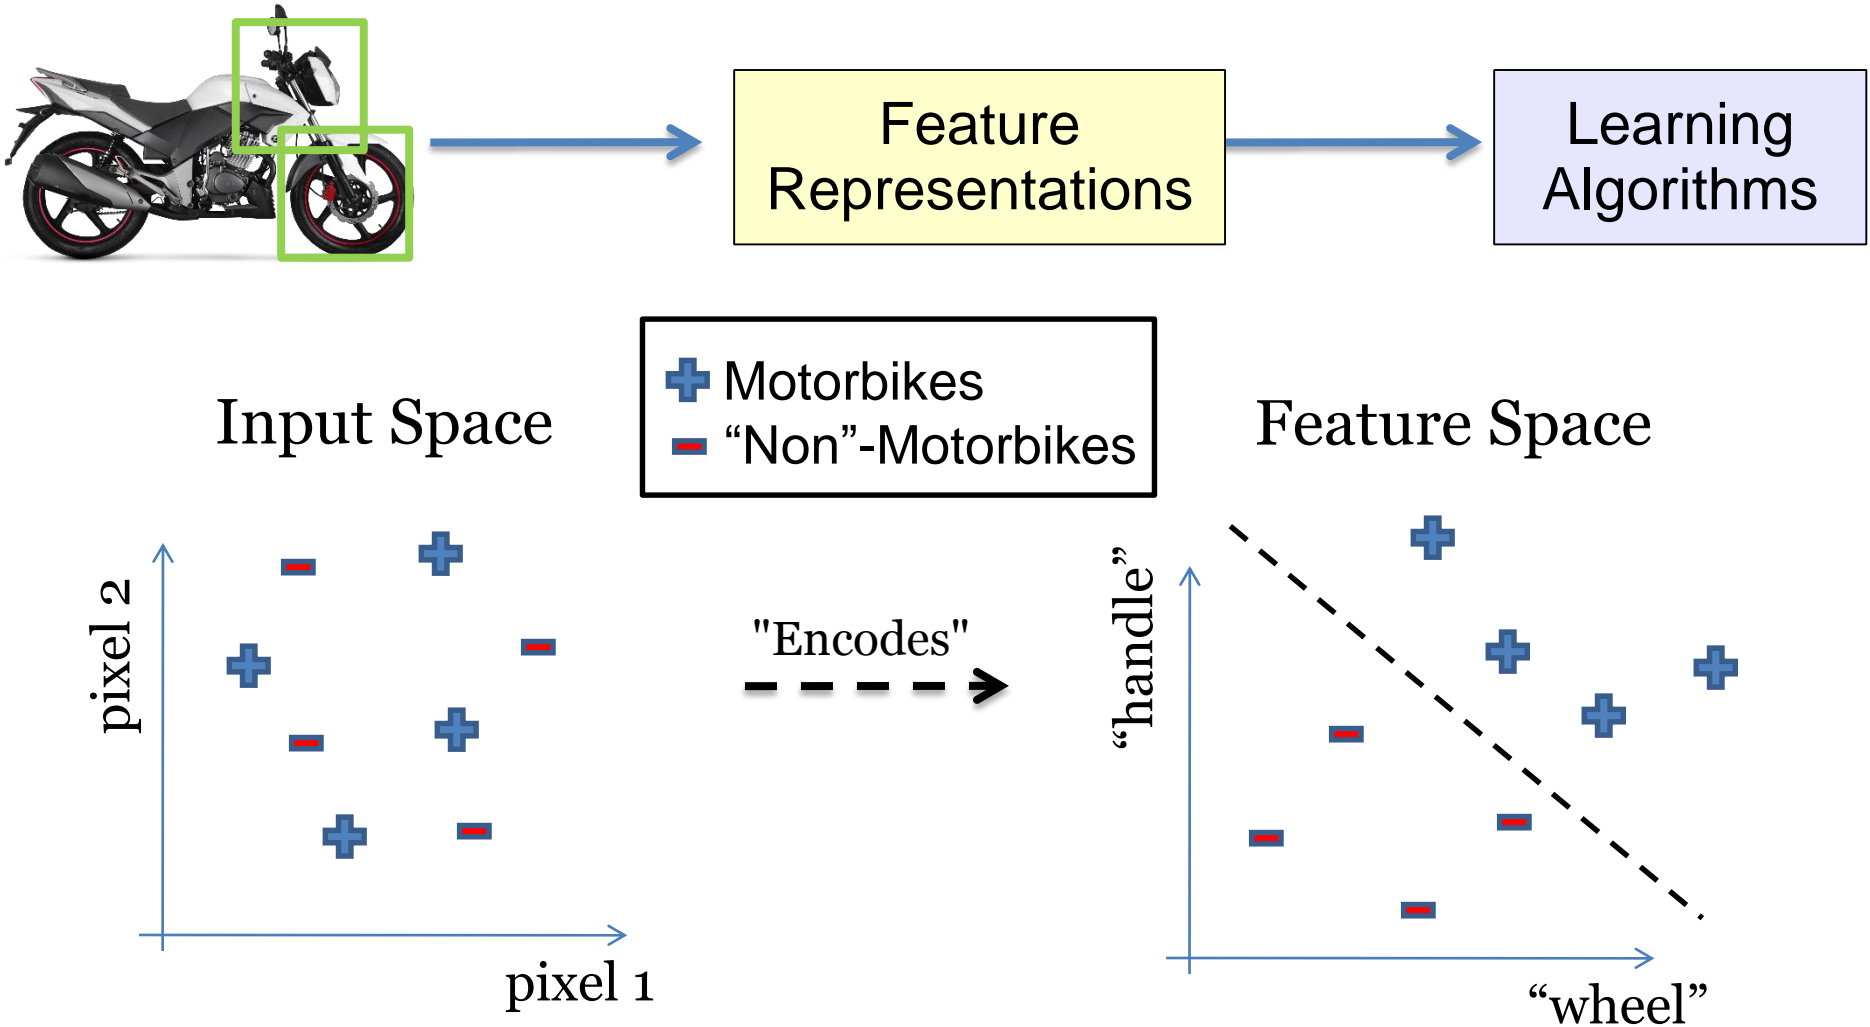 Feature
Representations
Learning
Algorithms
Motorbikes
“Non”-Motorbikes
Input Space
Feature Space
pixel 2
pixel 1
"Encodes"
“handle”
“wheel”